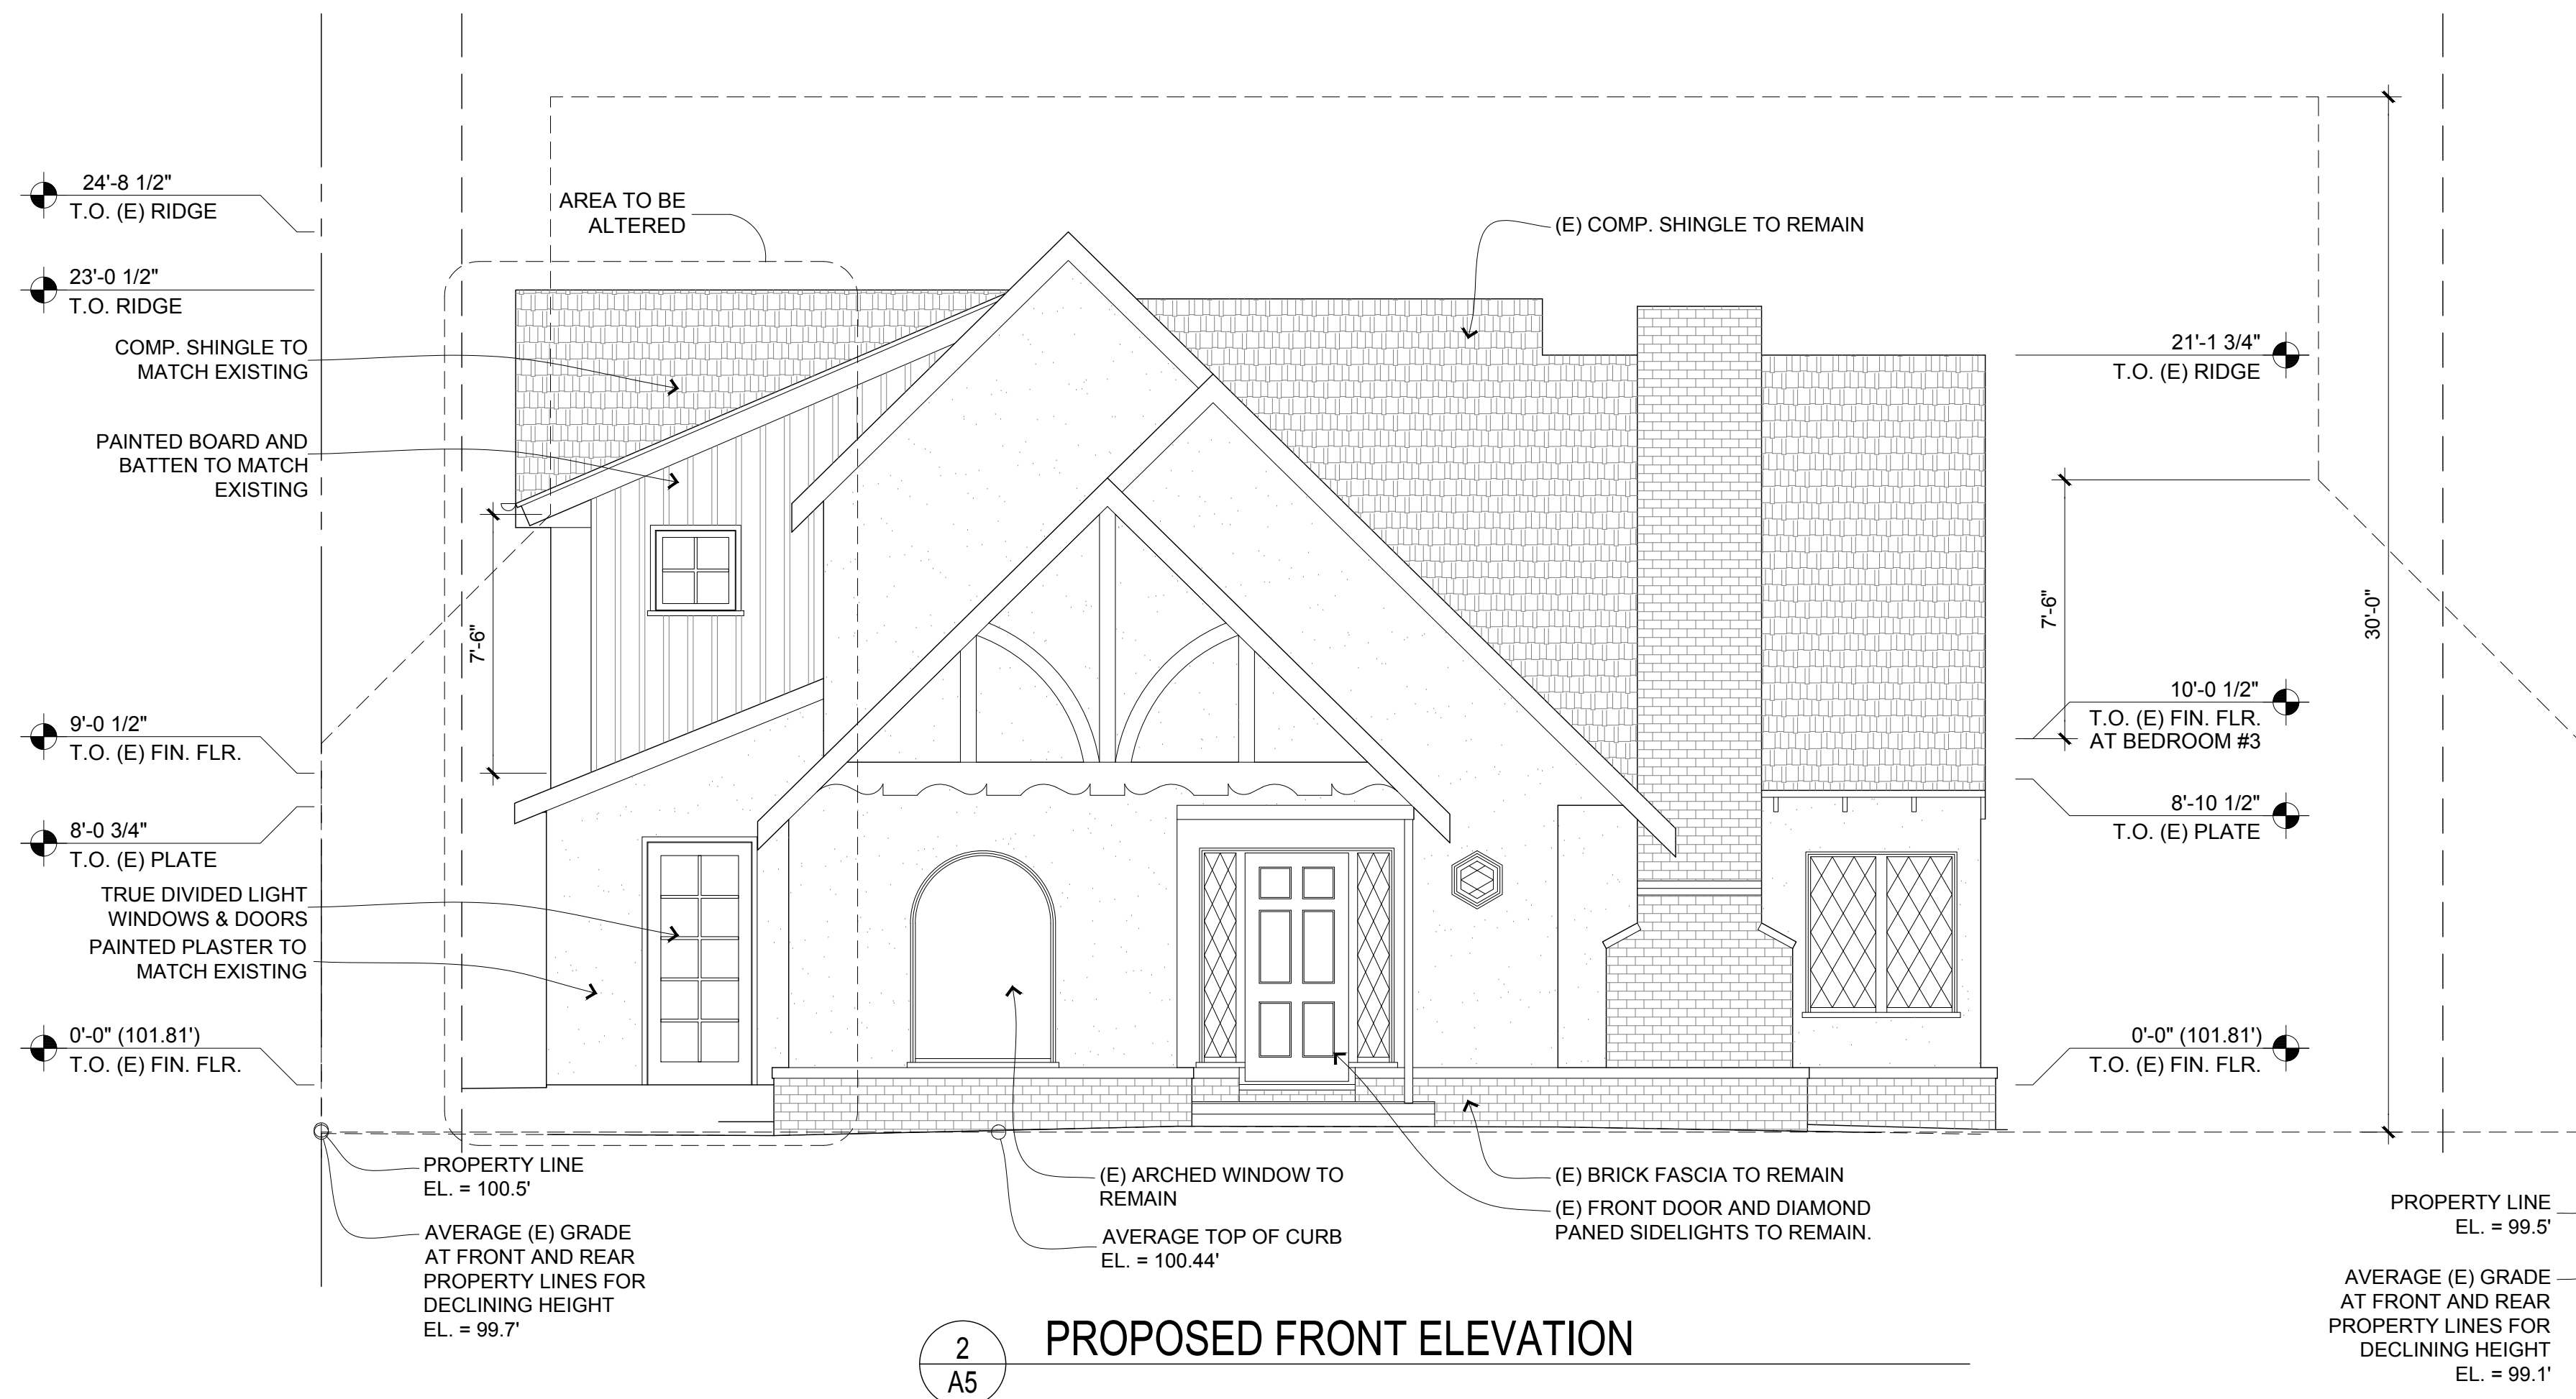 24'-8 1/2"
T.O. (E) RIDGE
23'-0 1/2"
T.O. RIDGE
COMP. SHINGLE TO
MATCH EXISTING
PAINTED BOARD AND
BATTEN TO MATCH
EXISTING
9'-0 1/2"
T.O. (E) FIN. FLR.
8'-0 3/4"
T.O. (E) PLATE
TRUE DIVIDED LIGHT
WINDOWS & DOORS
PAINTED PLASTER TO
MATCH EXISTING
0'-0" (101.81')
T.O. (E) FIN. FLR.
AREA TO BE
ALTERED
7'-6"
(E) COMP. SHINGLE TO REMAIN
21'-1 3/4"
T.O. (E) RIDGE
7'-6"
30'-0"
10'-0 1/2"
T.O. (E) FIN. FLR.
AT BEDROOM #3
8'-10 1/2"
T.O. (E) PLATE
0'-0" (101.81')
T.O. (E) FIN. FLR.
PROPERTY LINE
EL. = 100.5'
AVERAGE (E) GRADE
AT FRONT AND REAR
PROPERTY LINES FOR
DECLINING HEIGHT
EL. = 99.7'
(E) ARCHED WINDOW TO
REMAIN
AVERAGE TOP OF CURB
EL. = 100.44'
(E) BRICK FASCIA TO REMAIN
(E) FRONT DOOR AND DIAMOND
PANED SIDELIGHTS TO REMAIN.
PROPERTY LINE
EL. = 99.5'
AVERAGE (E) GRADE
AT FRONT AND REAR
PROPERTY LINES FOR
DECLINING HEIGHT
EL. = 99.1'
2
A5
PROPOSED FRONT ELEVATION